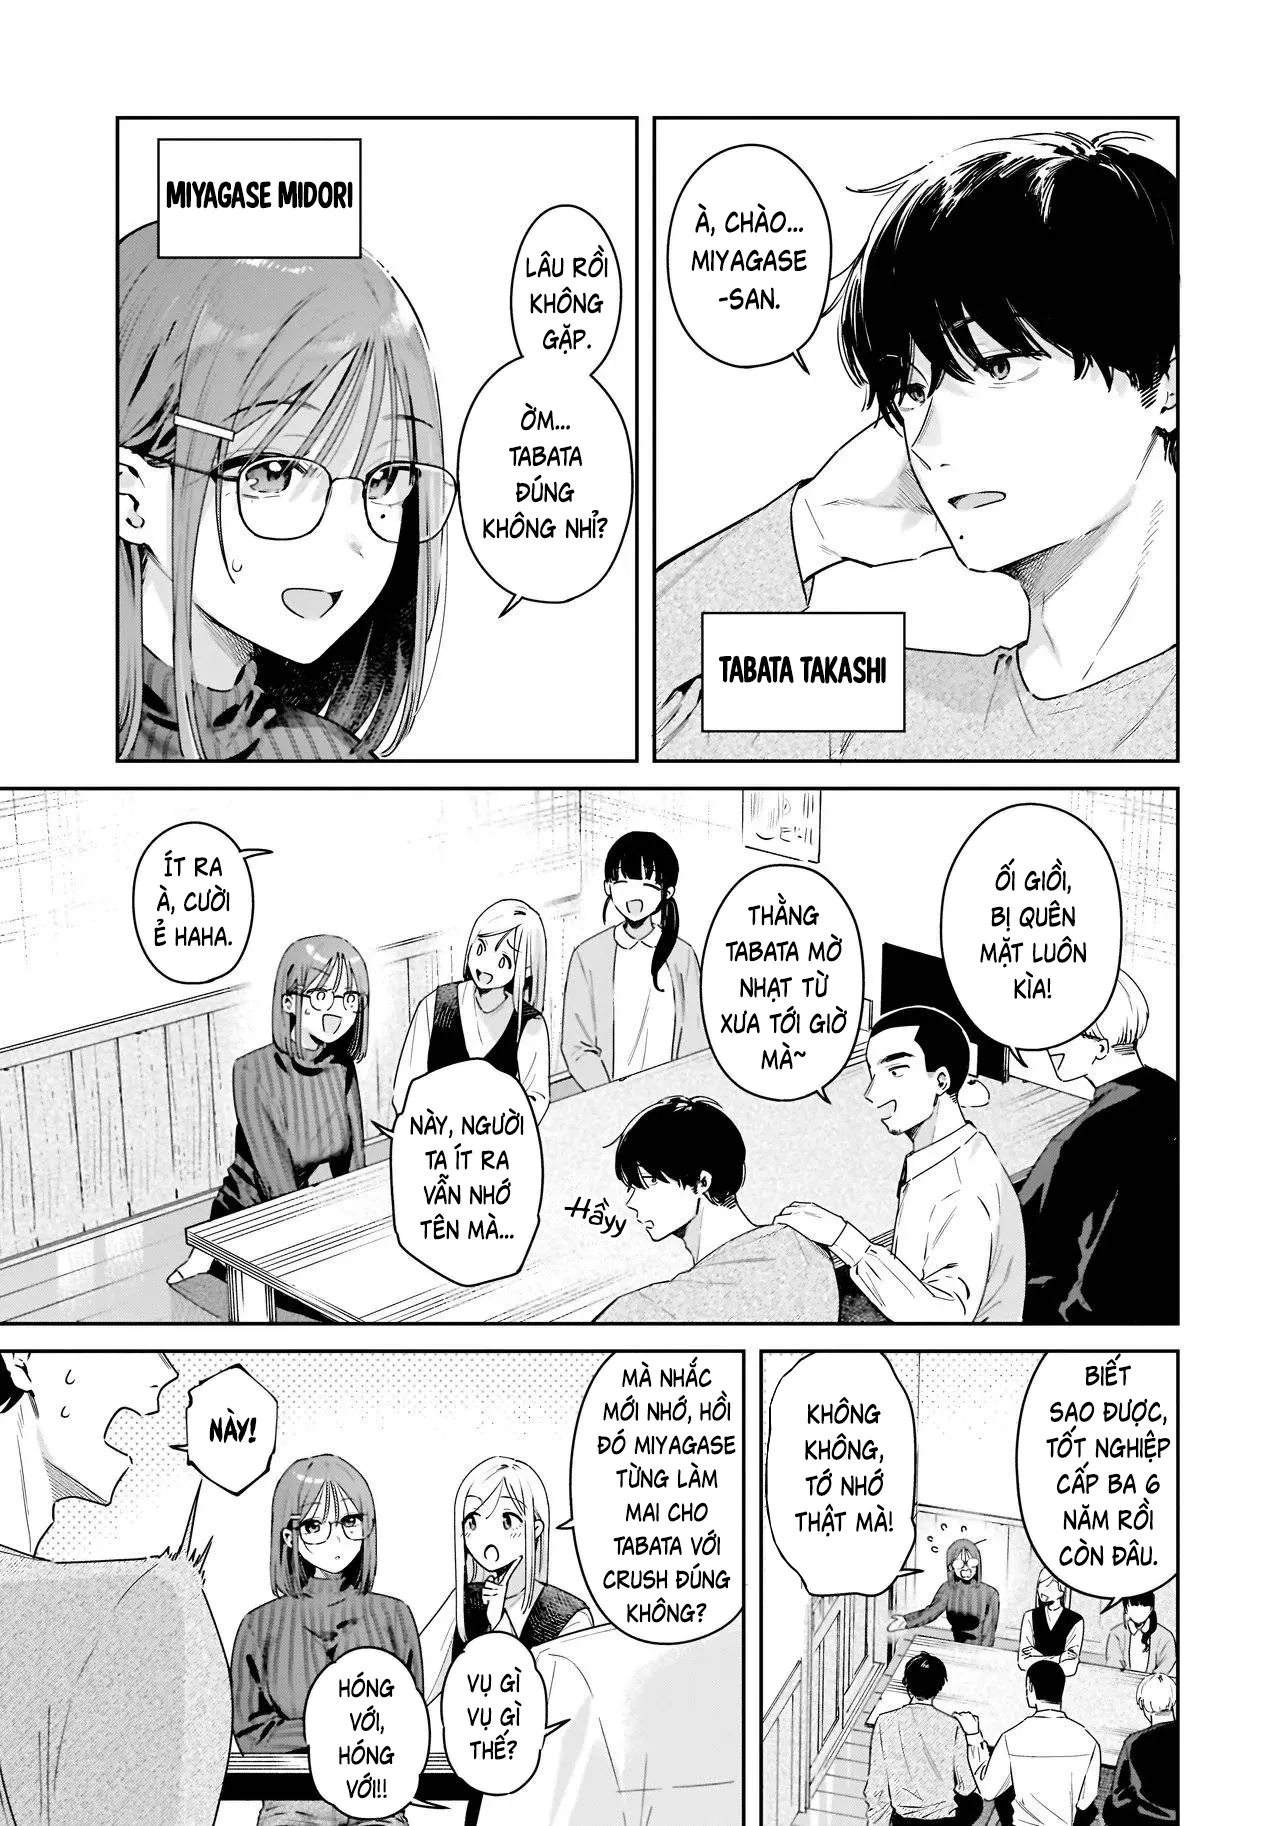 À, CHÀO...
MIYAGASE
-SAN.
TABATA TAKASHI
MIYAGASE MIDORI
LÂU RỒI
KHÔNG
GẶP.
ỜM...
TABATA
ĐÚNG
KHÔNG NHỈ?
ỐI GIỒI,
BỊ QUÊN
MẶT LUÔN
KÌA!
THẰNG
TABATA MỜ
NHẠT TỪ
XƯA TỚI GIỜ
MÀ~
Hầyy
NÀY, NGƯỜI
TA ÍT RA
VẪN NHỚ
TÊN MÀ...
ÍT RA
À, CƯỜI
Ẻ HAHA.
BIẾT
SAO ĐƯỢC,
TỐT NGHIỆP
CẤP BA 6
NĂM RỒI
CÒN ĐÂU.
KHÔNG
KHÔNG,
TỚ NHỚ
THẬT MÀ!
MÀ NHẮC
MỚI NHỚ, HỒI
ĐÓ MIYAGASE
TỪNG LÀM
MAI CHO
TABATA VỚI
CRUSH ĐÚNG
KHÔNG?
VỤ GÌ
VỤ GÌ
THẾ?
HÓNG
VỚI,
HÓNG
VỚI!!
NÀY!